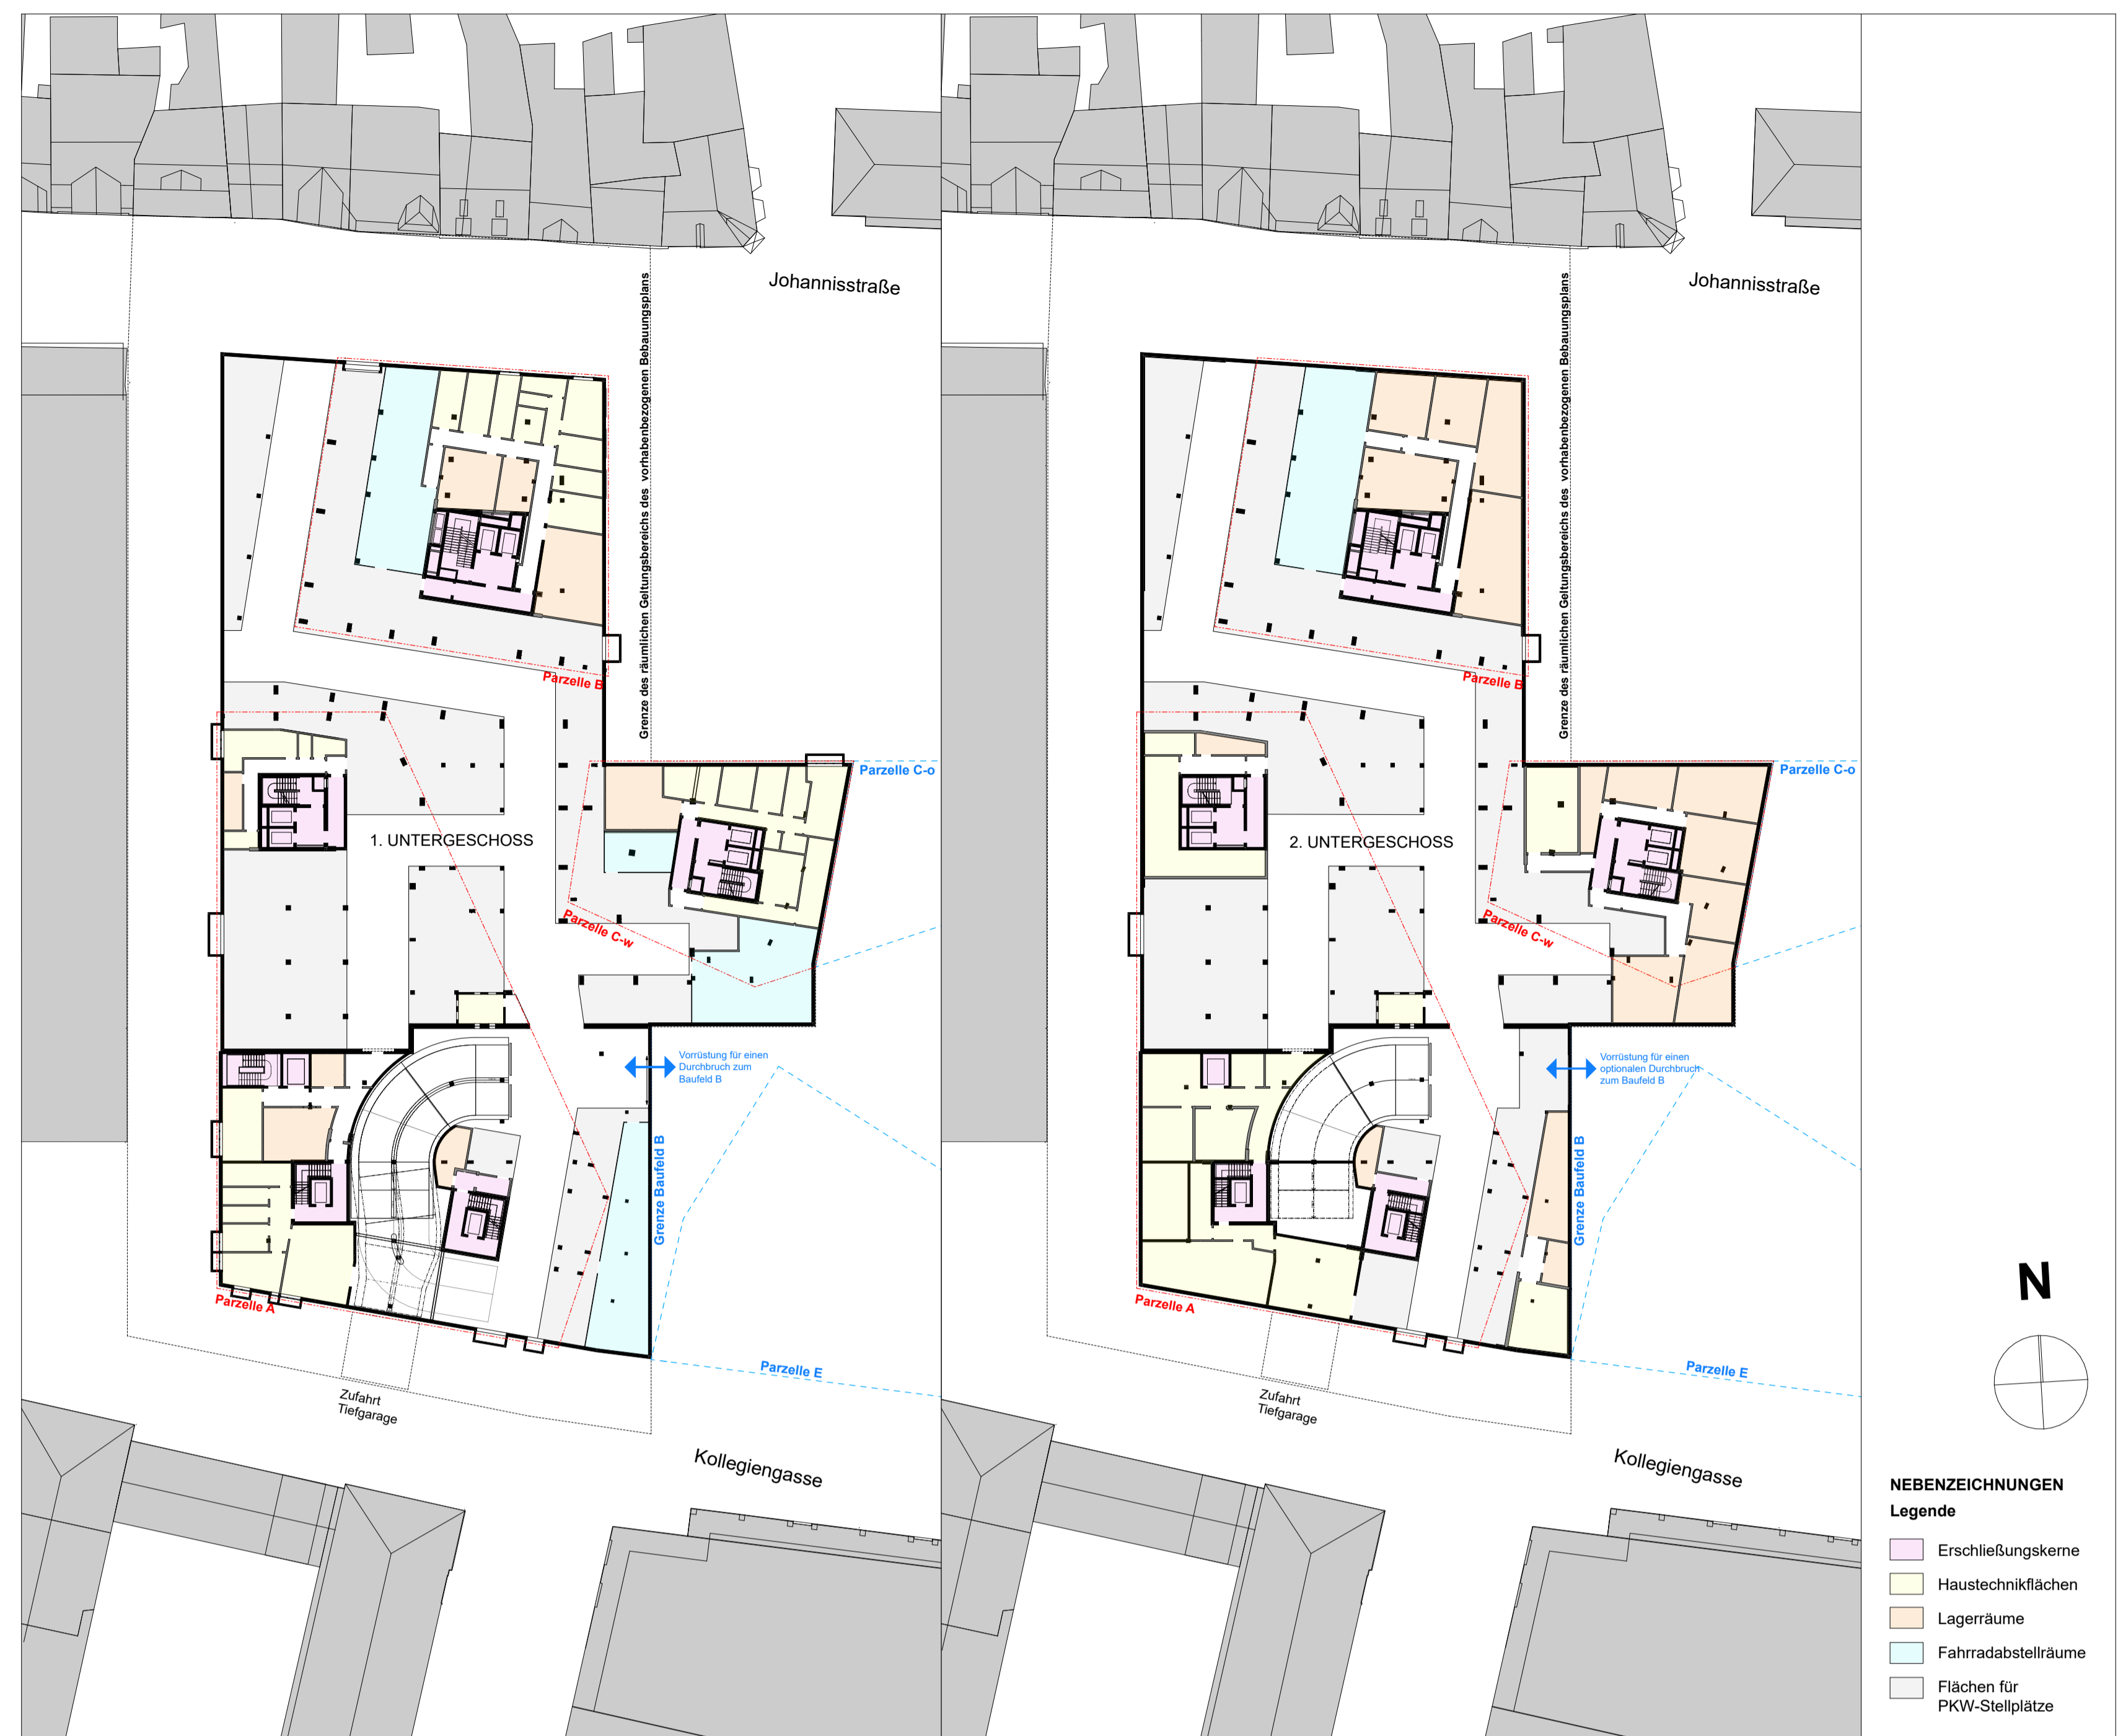 Johannisstraße
Grenze des räumlichen Geltungsbereichs des vorhabenbezogenen Bebauungsplans
Parzelle B
Parzelle C-o
1. UNTERGESCHOSS
Parzelle C-w
Vorrüstung für einen
Durchbruch zum
Baufeld B
Grenze Baufeld B
Parzelle A
Parzelle E
Zufahrt
Tiefgarage
Kollegiengasse
Johannisstraße
Grenze des räumlichen Geltungsbereichs des vorhabenbezogenen Bebauungsplans
Parzelle B
Parzelle C-o
2. UNTERGESCHOSS
Parzelle C-w
Vorrüstung für einen
optionalen Durchbruch
zum Baufeld B
Grenze Baufeld B
Parzelle A
Parzelle E
Zufahrt
Tiefgarage
Kollegiengasse
N
NEBENZEICHNUNGEN
Legende
Erschließungskerne
Haustechnikflächen
Lagerräume
Fahrradabstellräume
Flächen für
PKW-Stellplätze